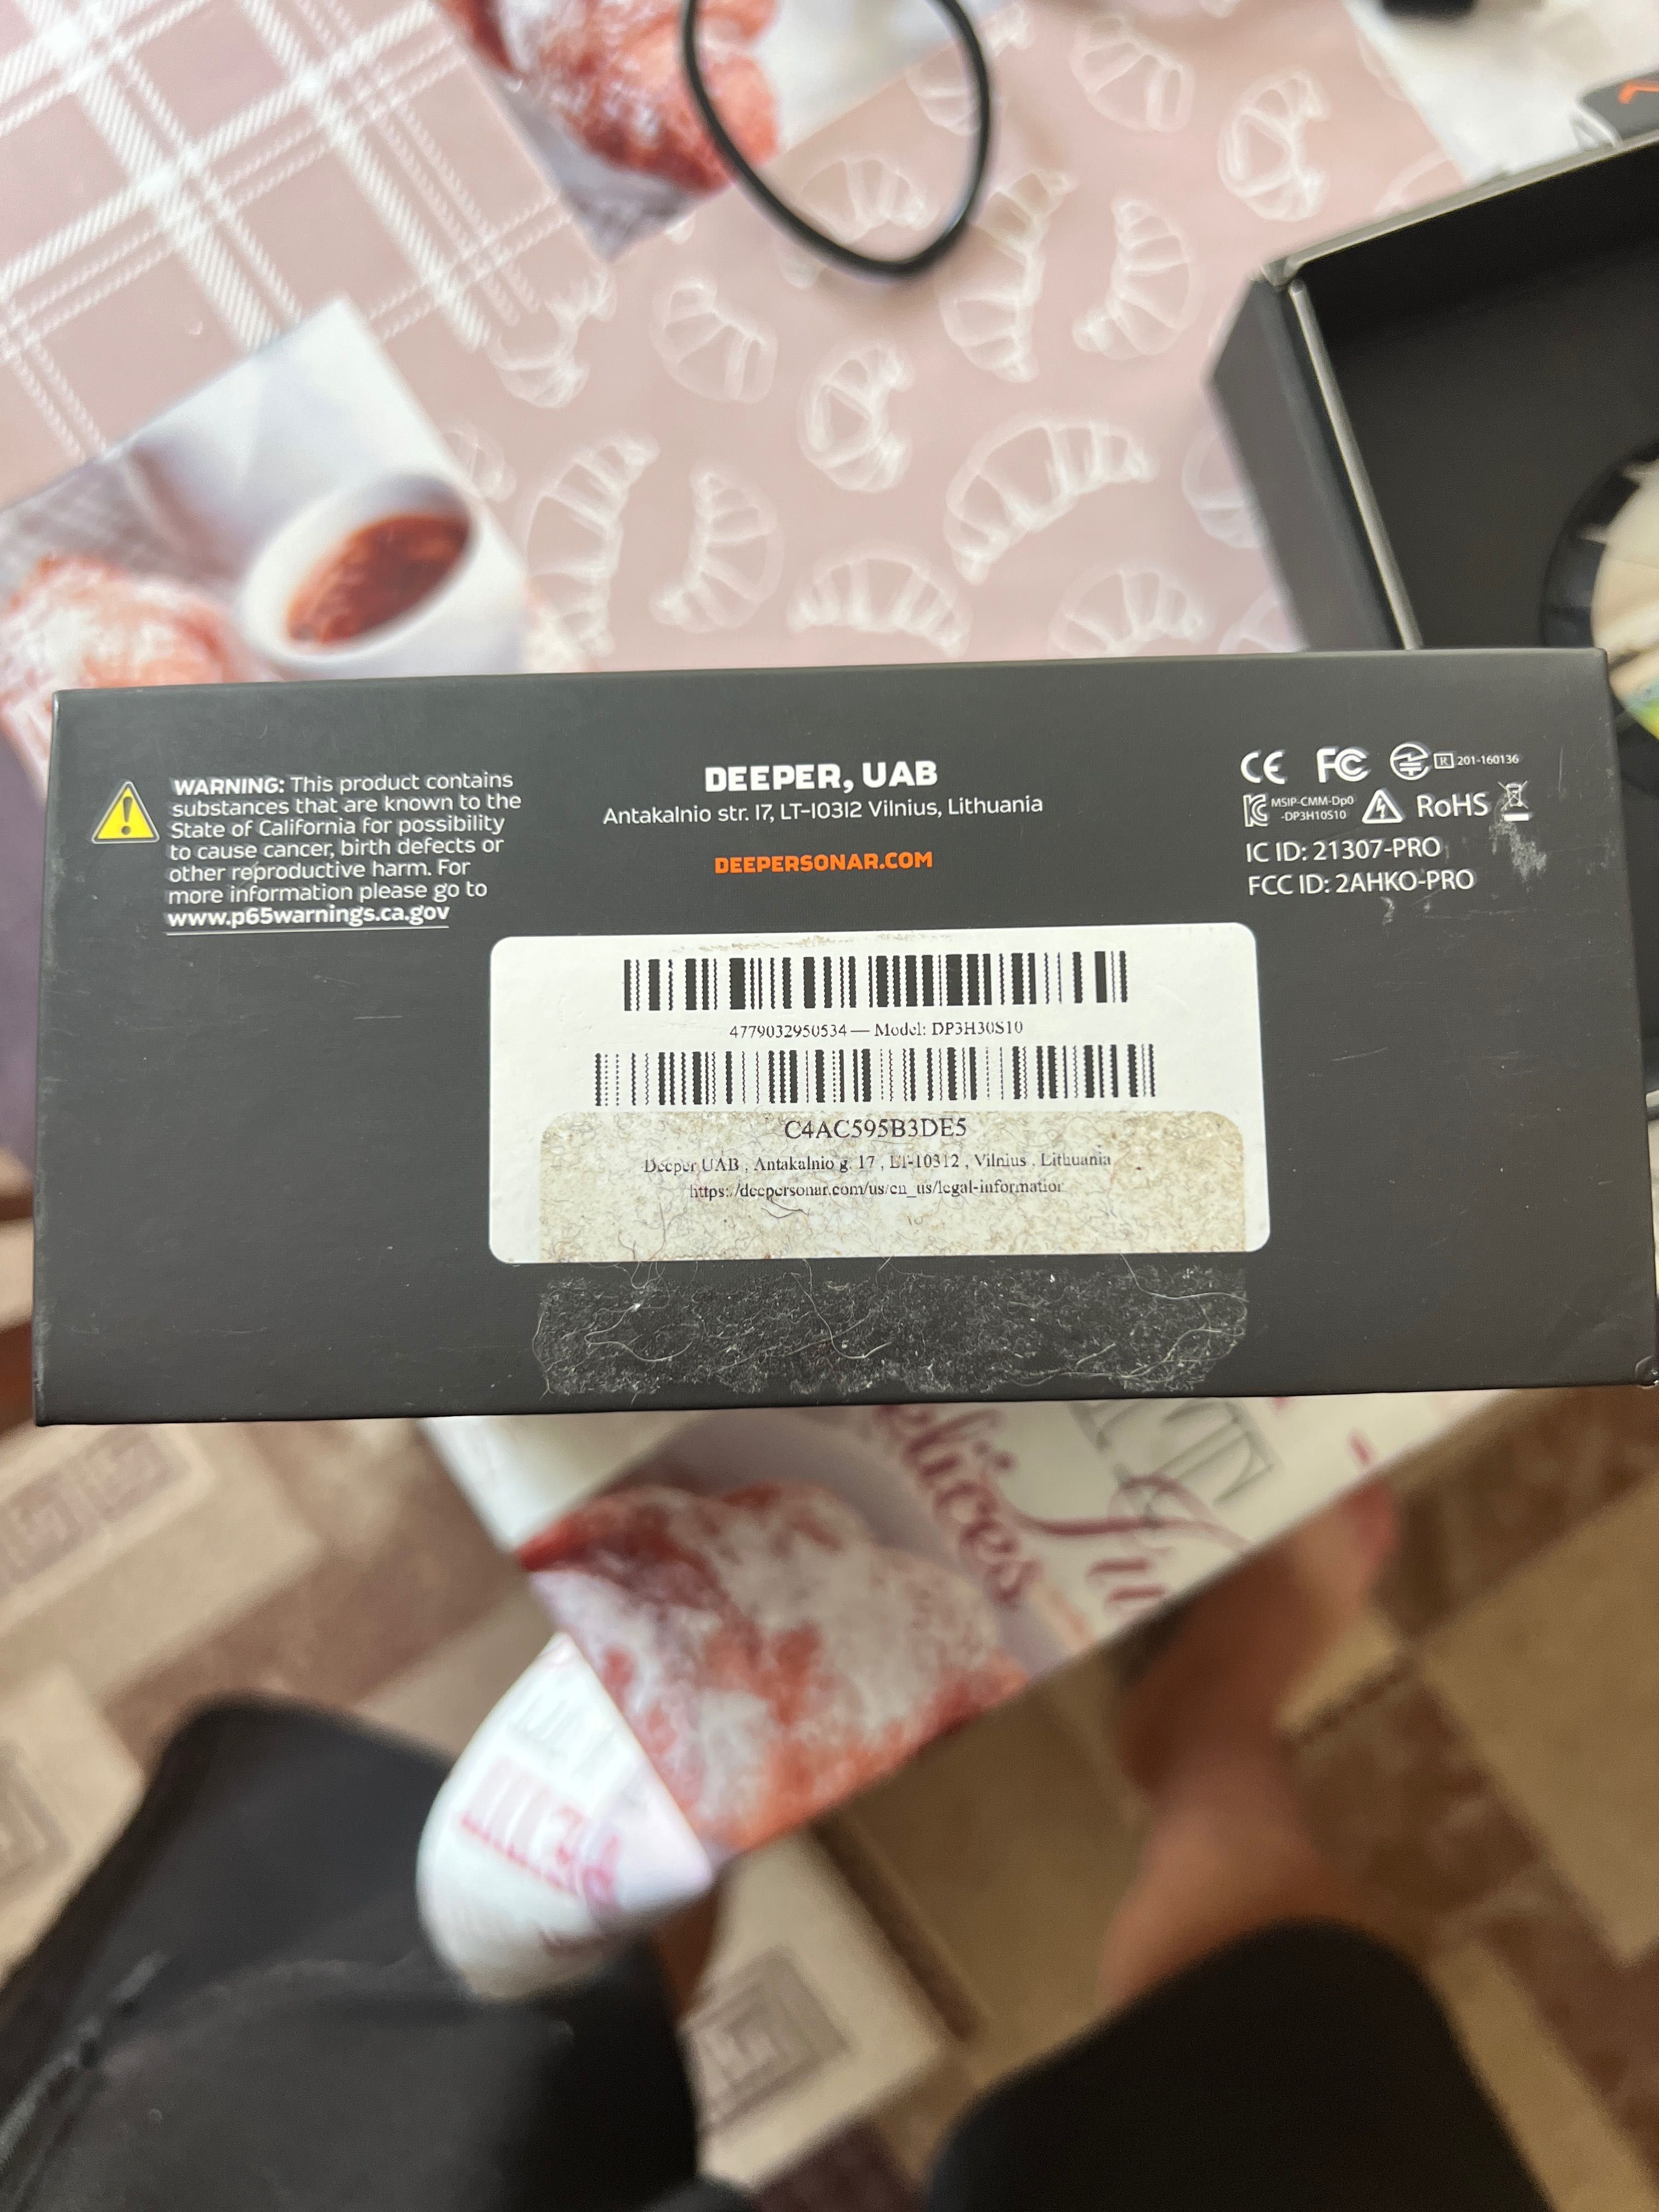 WARNING: This product contains
substances that are known to the
State of California for possibility
to cause cancer, birth defects or
other reproductive harm. For
more information please go to
www.p65warnings.ca.gov
DEEPER, UAB
Antakalnio str. 17, LT-10312 Vilnius, Lithuania
DEEPERSONAR.COM
CE FC R 201-160136
MSIP-CMM-Dp0
-DP3H10S10
RoHS
IC ID: 21307-PRO
FCC ID: 2AHKO-PRO
4779032950534 — Model: DP3H30S10
C4AC595B3DE5
Deeper UAB , Antakalnio g. 17 , LT-10312 , Vilnius , Lithuania
https://deepersonar.com/us/en_us/legal-information
élices